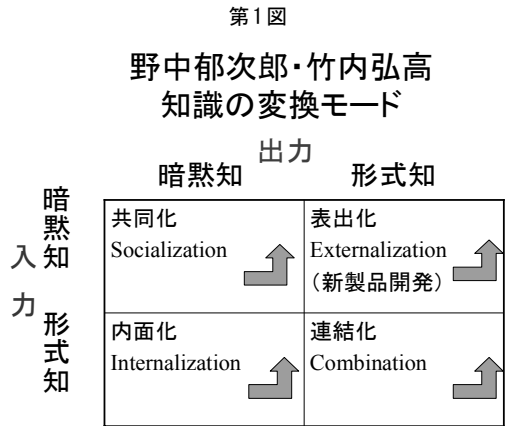 第1図
野中郁次郎・竹内弘高
知識の変換モード
出力
暗黙知
形式知
入力
暗黙知
形式知
共同化
Socialization
表出化
Externalization
（新製品開発）
内面化
Internalization
連結化
Combination